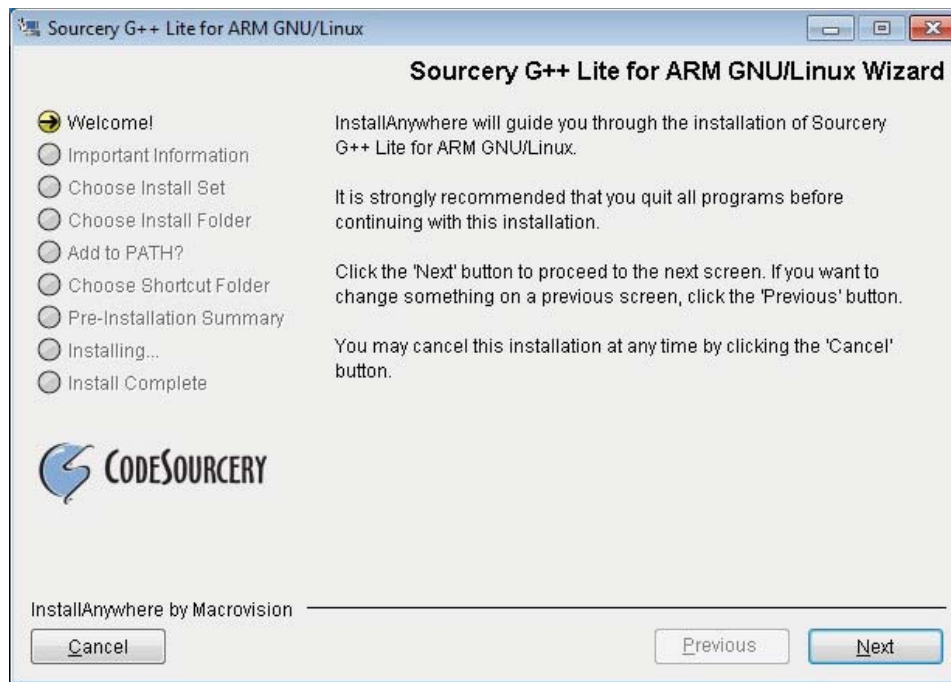 Sourcery G++ Lite for ARM GNU/Linux
Sourcery G++ Lite for ARM GNU/Linux Wizard
Welcome!
Important Information
Choose Install Set
Choose Install Folder
Add to PATH?
Choose Shortcut Folder
Pre-Installation Summary
Installing...
Install Complete
CODESOURCERY
InstallAnywhere will guide you through the installation of Sourcery
G++ Lite for ARM GNU/Linux.
It is strongly recommended that you quit all programs before
continuing with this installation.
Click the 'Next' button to proceed to the next screen. If you want to
change something on a previous screen, click the 'Previous' button.
You may cancel this installation at any time by clicking the 'Cancel'
button.
InstallAnywhere by Macrovision
Cancel
Previous
Next